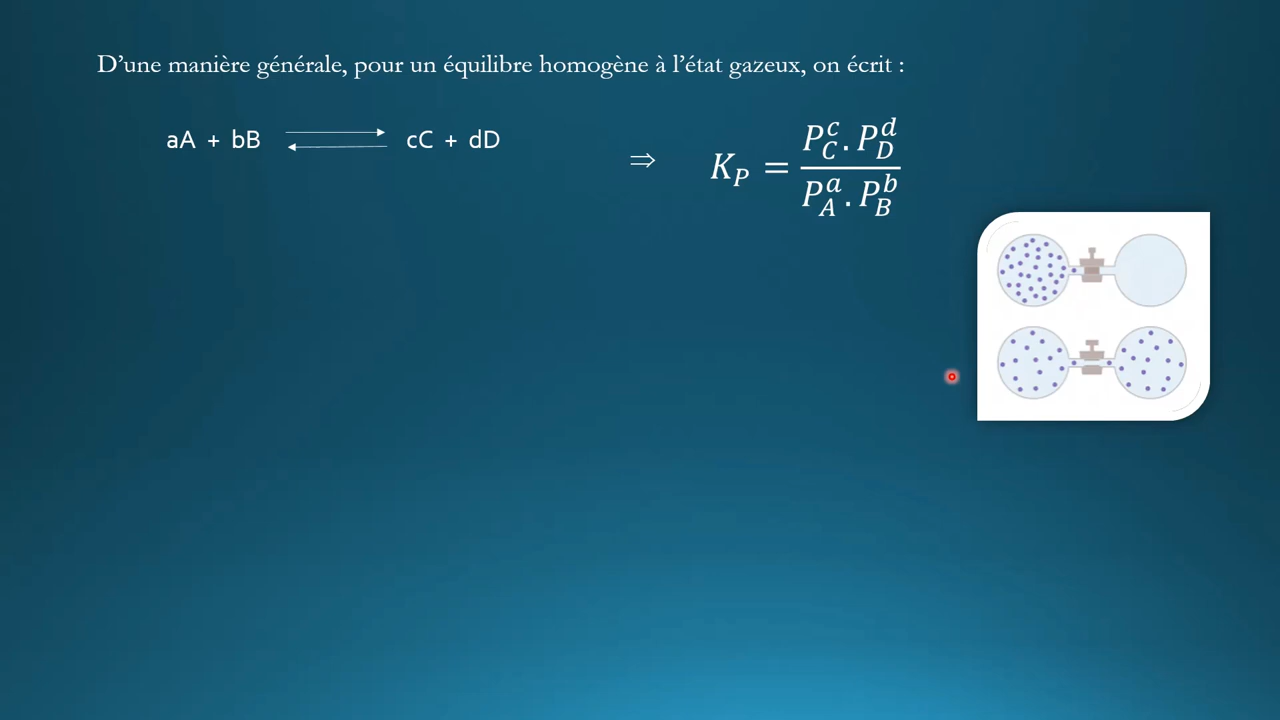 D’une manière générale, pour un équilibre homogène à l’état gazeux, on écrit :
aA + bB ⇌ cC + dD ⇒ $K_P = \frac{P_C^c . P_D^d}{P_A^a . P_B^b}$